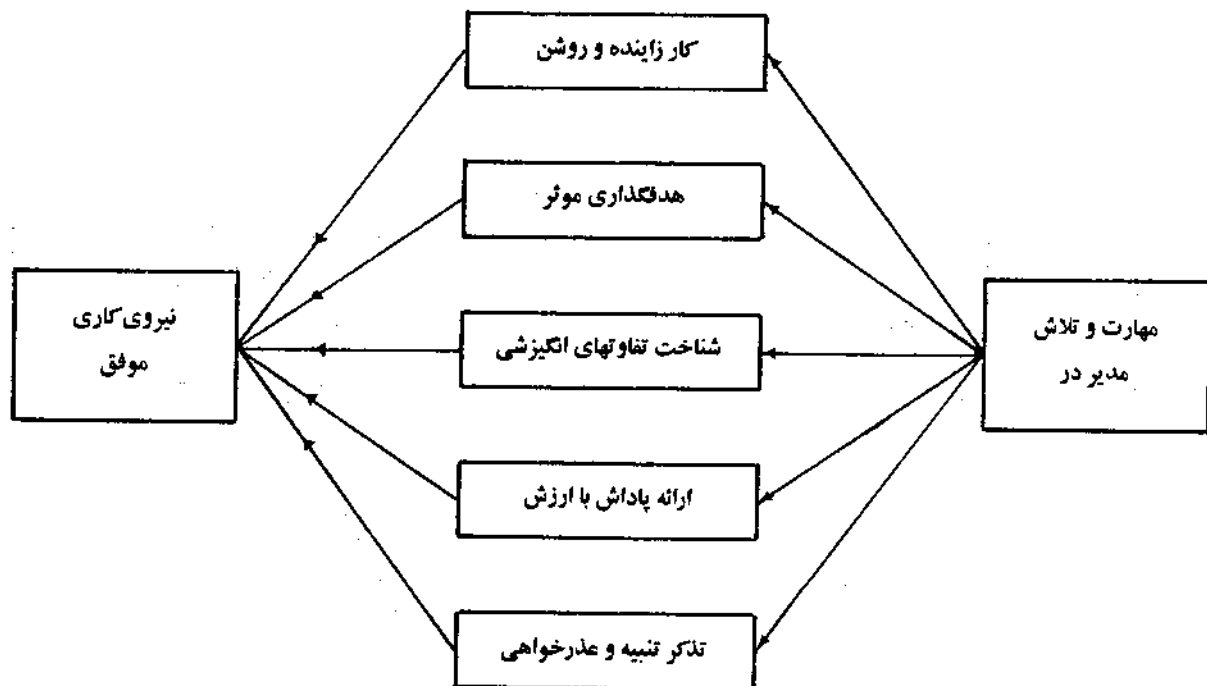 کار زاینده و روشن
هدفگذاری موثر
مهارت و تلاش
مدیر در
شناخت تفاوتهای انگیزشی
نیروی کاری
موفق
ارائه پاداش با ارزش
تذکر تنبیه و عذرخواهی